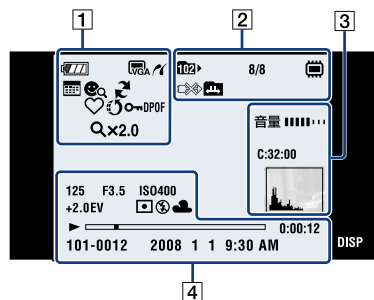 1
2
3
VGA
102
8/8
DPOF
×2.0
音量
C:32:00
125 F3.5 ISO400
+2.0EV
0:00:12
101-0012 2008 1 1 9:30 AM
DISP
4